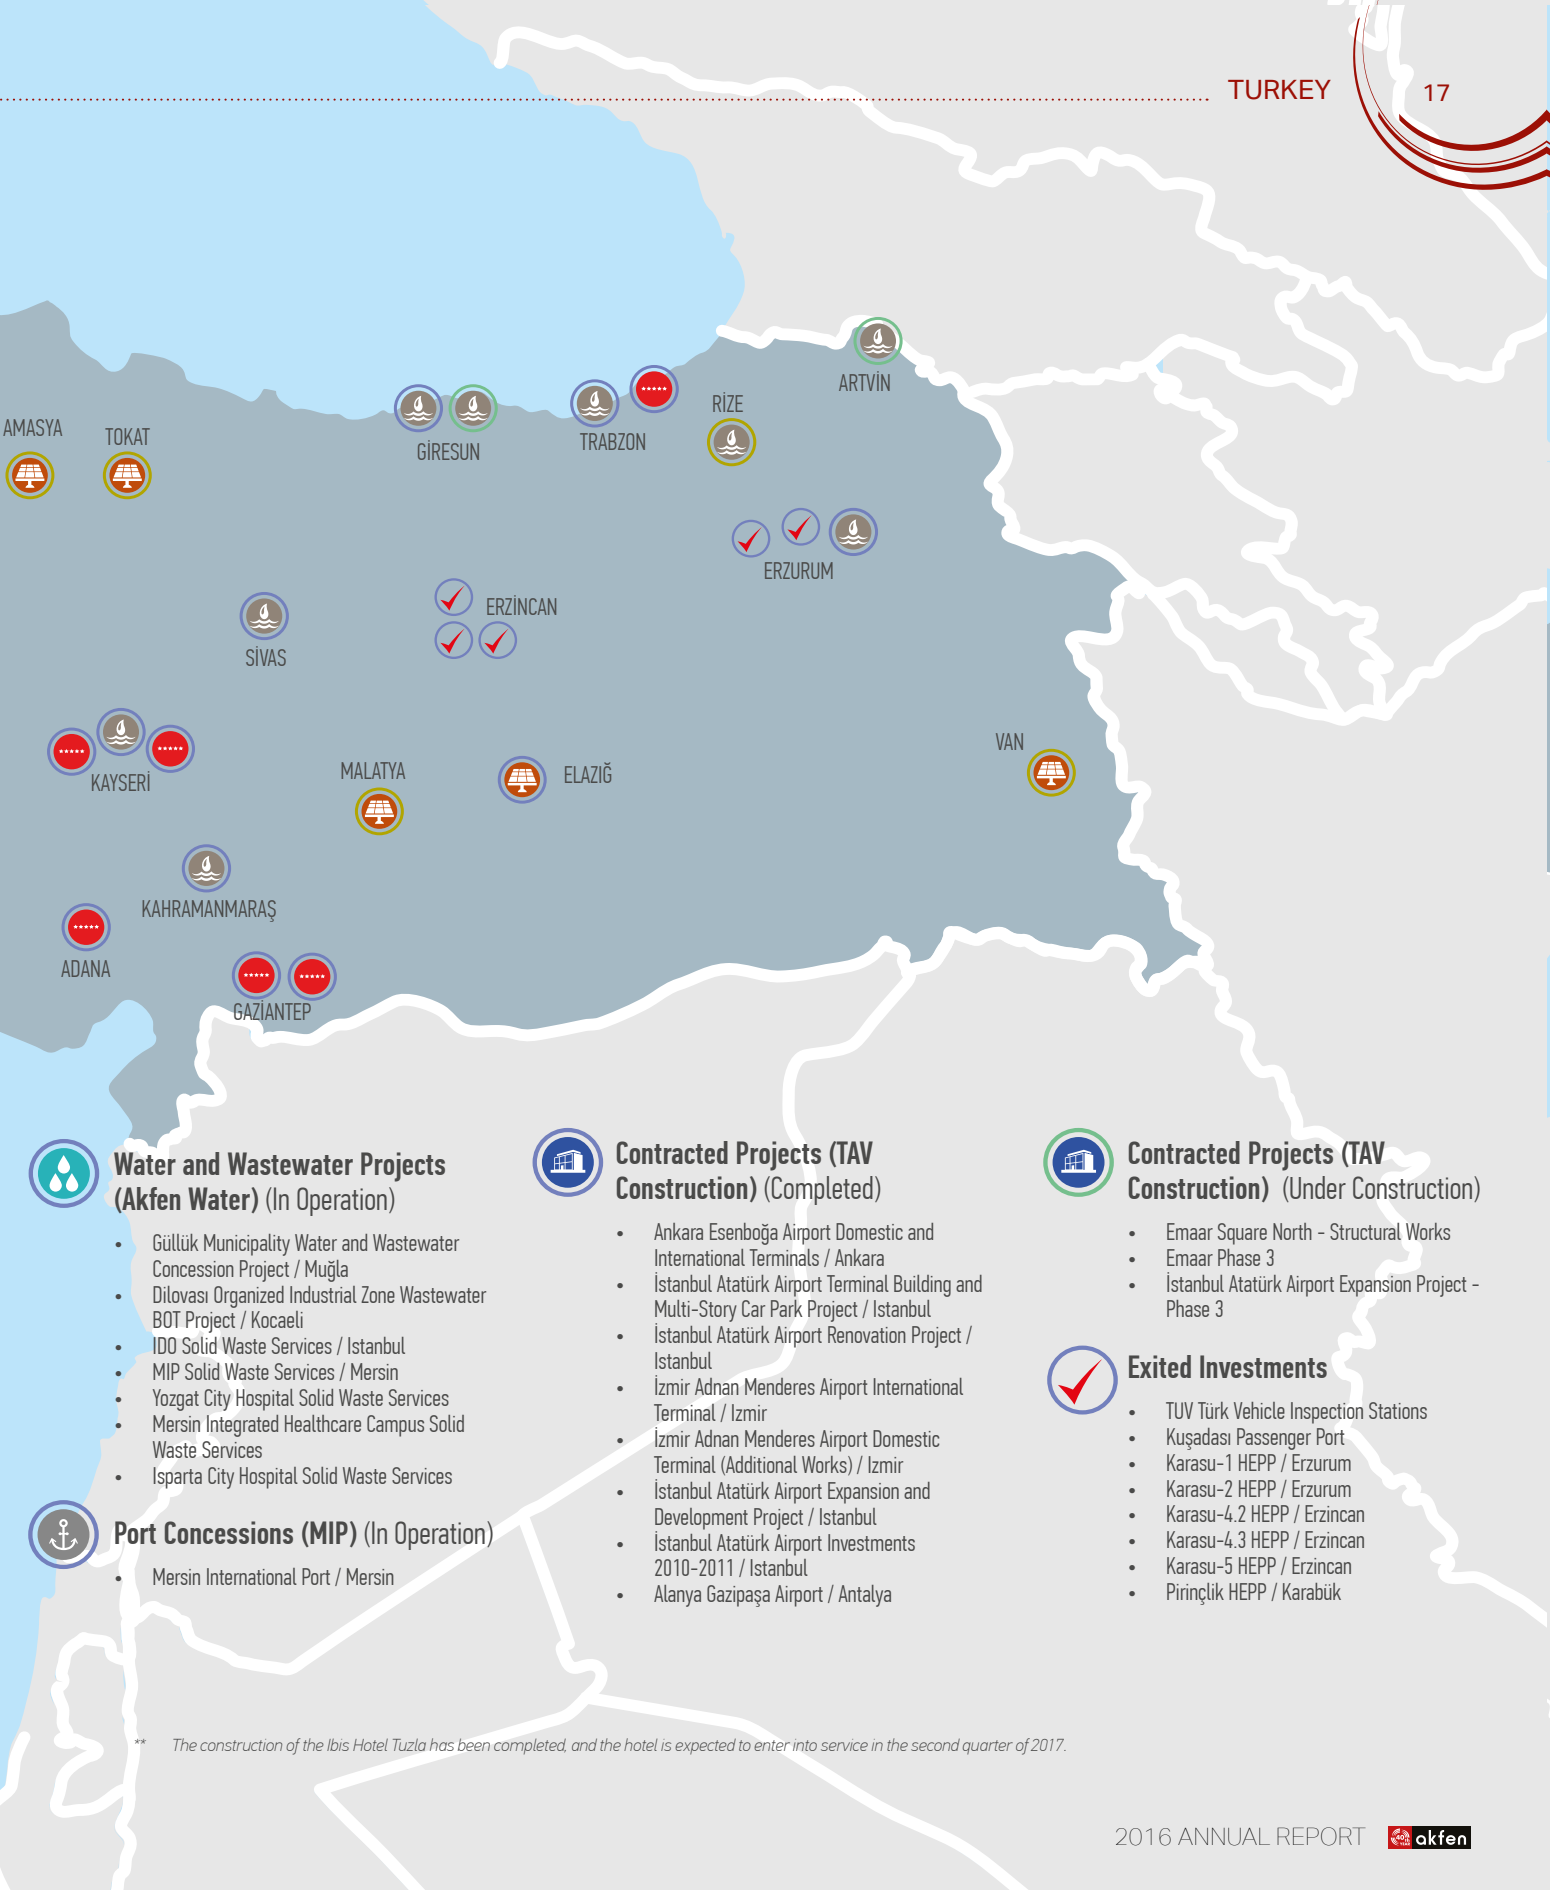 TURKEY
17
ARTVİN
RİZE
AMASYA
TOKAT
GİRESUN
TRABZON
ERZURUM
ERZİNCAN
SİVAS
VAN
MALATYA
ELAZIĞ
KAYSERİ
KAHRAMANMARAŞ
ADANA
GAZİANTEP
Water and Wastewater Projects
(Akfen Water) (In Operation)
• Güllük Municipality Water and Wastewater
Concession Project / Muğla
• Dilovası Organized Industrial Zone Wastewater
BOT Project / Kocaeli
• IDO Solid Waste Services / Istanbul
• MIP Solid Waste Services / Mersin
• Yozgat City Hospital Solid Waste Services
• Mersin Integrated Healthcare Campus Solid
Waste Services
• Isparta City Hospital Solid Waste Services
Port Concessions (MIP) (In Operation)
• Mersin International Port / Mersin
Contracted Projects (TAV
Construction) (Completed)
• Ankara Esenboğa Airport Domestic and
International Terminals / Ankara
• İstanbul Atatürk Airport Terminal Building and
Multi-Story Car Park Project / Istanbul
• İstanbul Atatürk Airport Renovation Project /
Istanbul
• İzmir Adnan Menderes Airport International
Terminal / Izmir
• İzmir Adnan Menderes Airport Domestic
Terminal (Additional Works) / Izmir
• İstanbul Atatürk Airport Expansion and
Development Project / Istanbul
• İstanbul Atatürk Airport Investments
2010-2011 / Istanbul
• Alanya Gazipaşa Airport / Antalya
Contracted Projects (TAV
Construction) (Under Construction)
• Emaar Square North - Structural Works
• Emaar Phase 3
• İstanbul Atatürk Airport Expansion Project -
Phase 3
Exited Investments
• TUV Türk Vehicle Inspection Stations
• Kuşadası Passenger Port
• Karasu-1 HEPP / Erzurum
• Karasu-2 HEPP / Erzurum
• Karasu-4.2 HEPP / Erzincan
• Karasu-4.3 HEPP / Erzincan
• Karasu-5 HEPP / Erzincan
• Pirinçlik HEPP / Karabük
** The construction of the Ibis Hotel Tuzla has been completed, and the hotel is expected to enter into service in the second quarter of 2017.
2016 ANNUAL REPORT
akfen